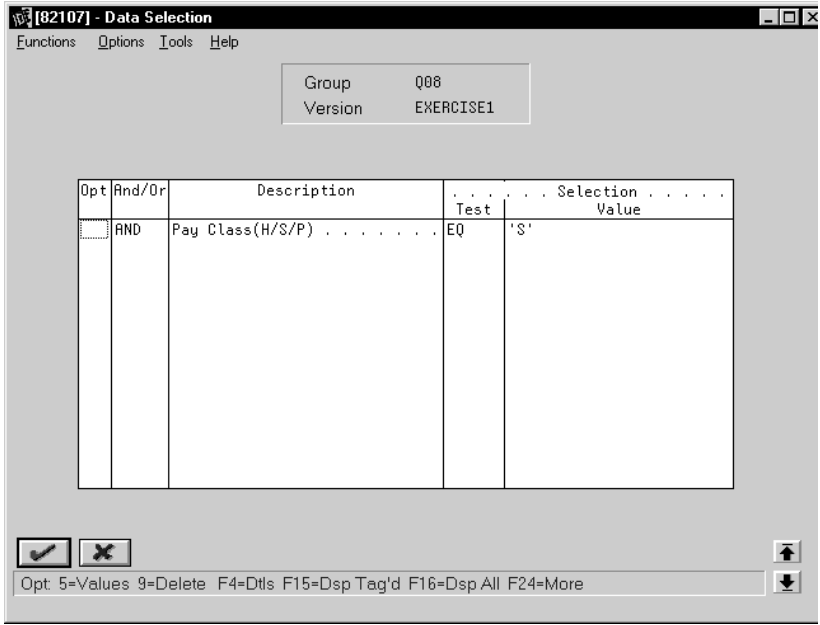 [82107] - Data Selection
Functions Options Tools Help
Group Q08
Version EXERCISE1
Opt And/Or Description . . . . . . Selection . . . . .
Test Value
AND Pay Class(H/S/P) . . . . . . . EQ 'S'
Opt: 5=Values 9=Delete F4=Dtls F15=Dsp Tag'd F16=Dsp All F24=More